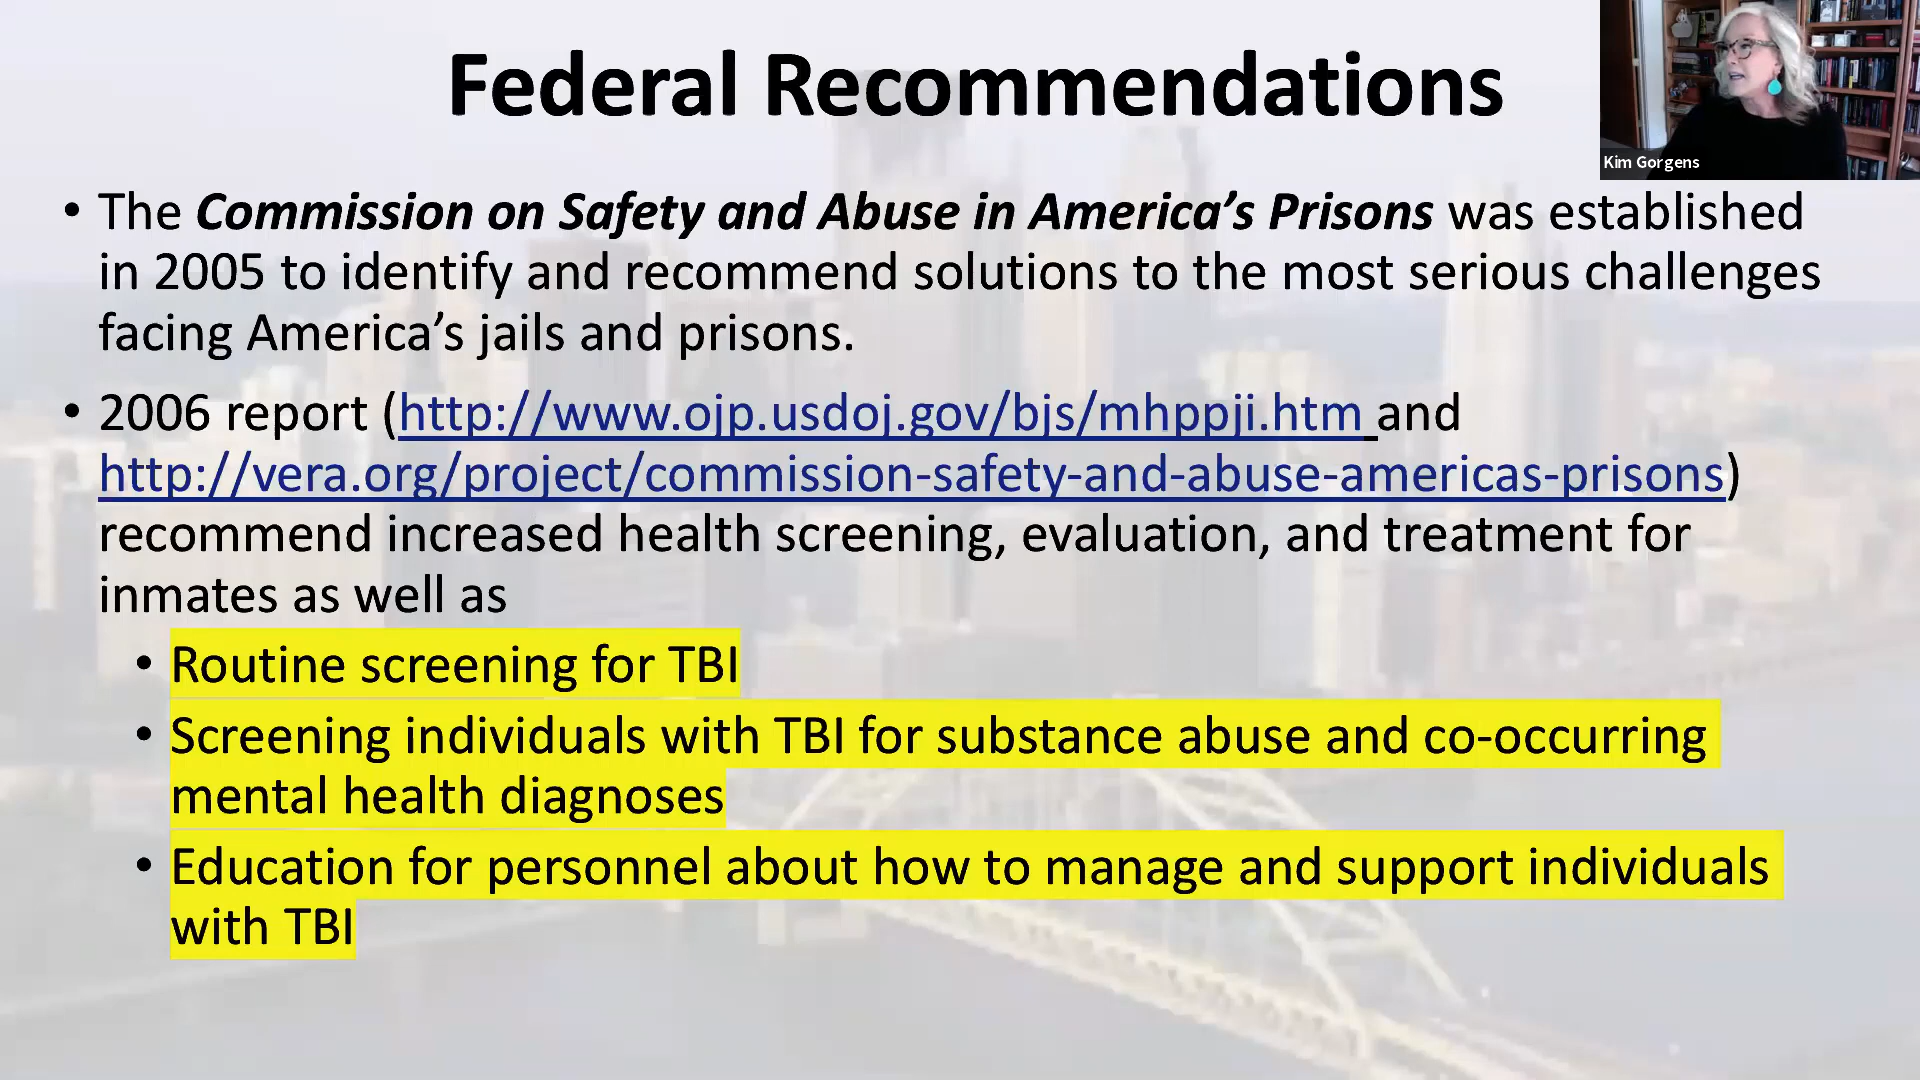 Federal Recommendations
Kim Gorgens
• The Commission on Safety and Abuse in America's Prisons was established
in 2005 to identify and recommend solutions to the most serious challenges
facing America's jails and prisons.
• 2006 report (http://www.ojp.usdoj.gov/bjs/mhppji.htm and
http://vera.org/project/commission-safety-and-abuse-americas-prisons)
recommend increased health screening, evaluation, and treatment for
inmates as well as
• Routine screening for TBI
• Screening individuals with TBI for substance abuse and co-occurring
mental health diagnoses
• Education for personnel about how to manage and support individuals
with TBI